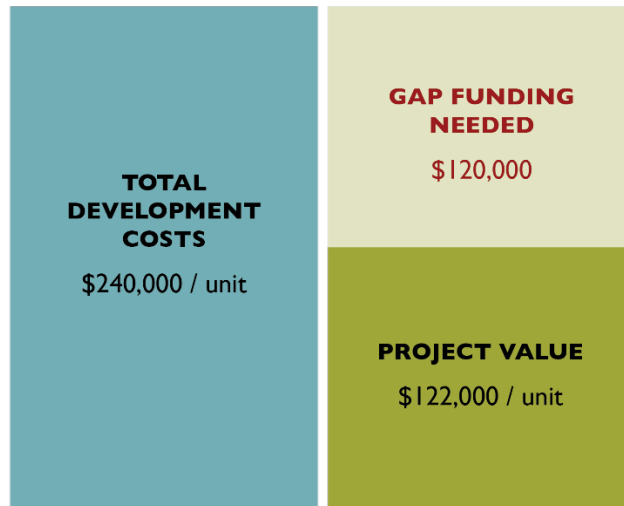 TOTAL
DEVELOPMENT
COSTS
$240,000 / unit
GAP FUNDING
NEEDED
$120,000
PROJECT VALUE
$122,000 / unit